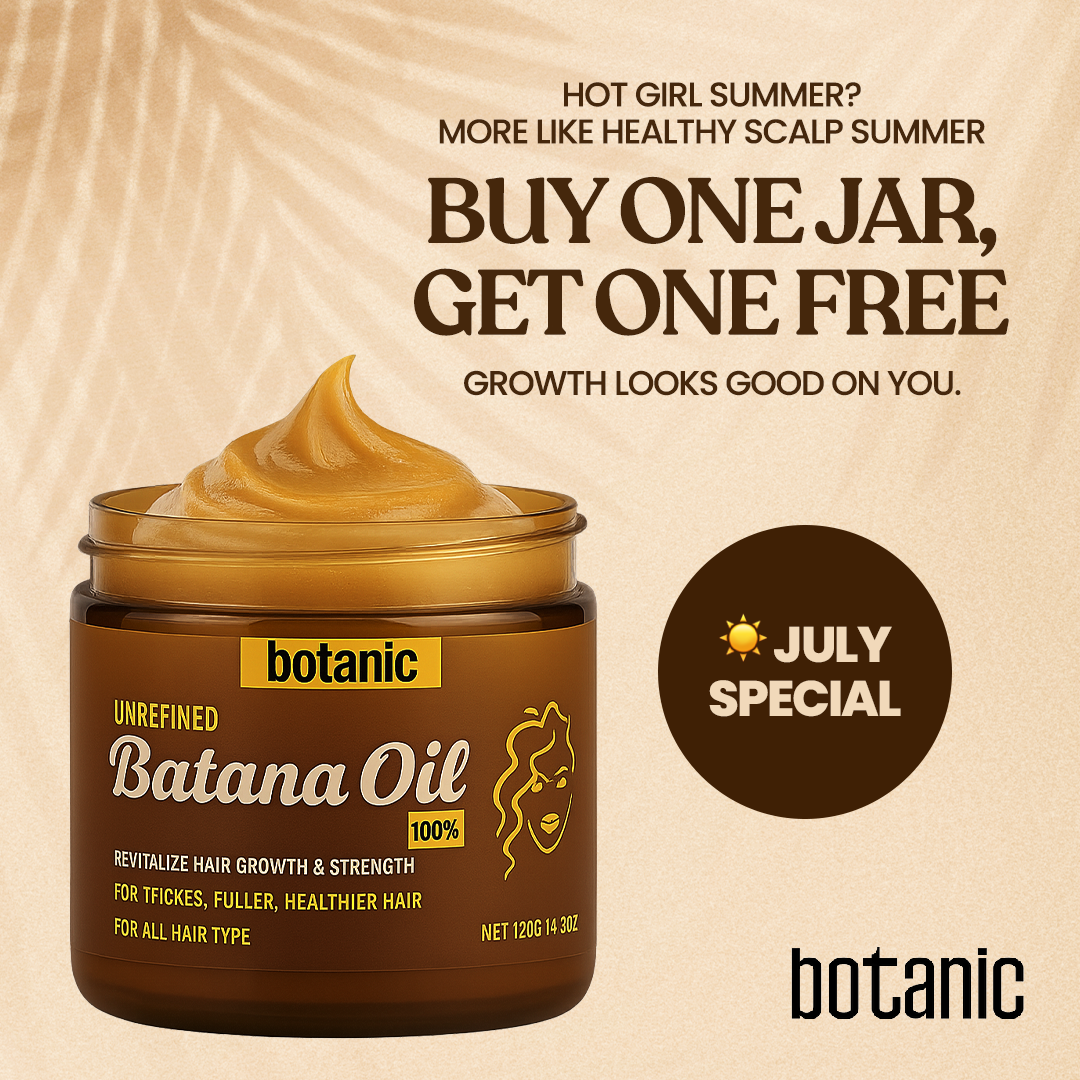 HOT GIRL SUMMER?
MORE LIKE HEALTHY SCALP SUMMER
BUY ONE JAR,
GET ONE FREE
GROWTH LOOKS GOOD ON YOU.
☀️ JULY
SPECIAL
botanic
UNREFINED
Batana Oil
100%
REVITALIZE HAIR GROWTH & STRENGTH
FOR TFICKES, FULLER, HEALTHIER HAIR
FOR ALL HAIR TYPE
NET 120G 14 3OZ
botanic